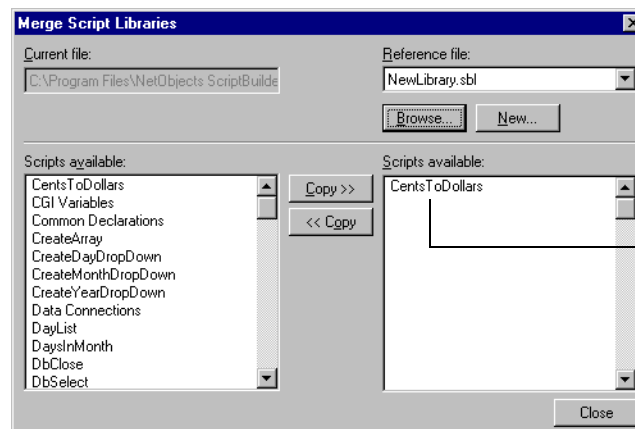 Merge Script Libraries
Current file:
C:\Program Files\NetObjects ScriptBuilde
Reference file:
NewLibrary.sbl
Browse...
New...
Scripts available:
CentsToDollars
CGI Variables
Common Declarations
CreateArray
CreateDayDropDown
CreateMonthDropDown
CreateYearDropDown
Data Connections
DayList
DaysInMonth
DbClose
DbSelect
Copy >>
<< Copy
Scripts available:
CentsToDollars
Close